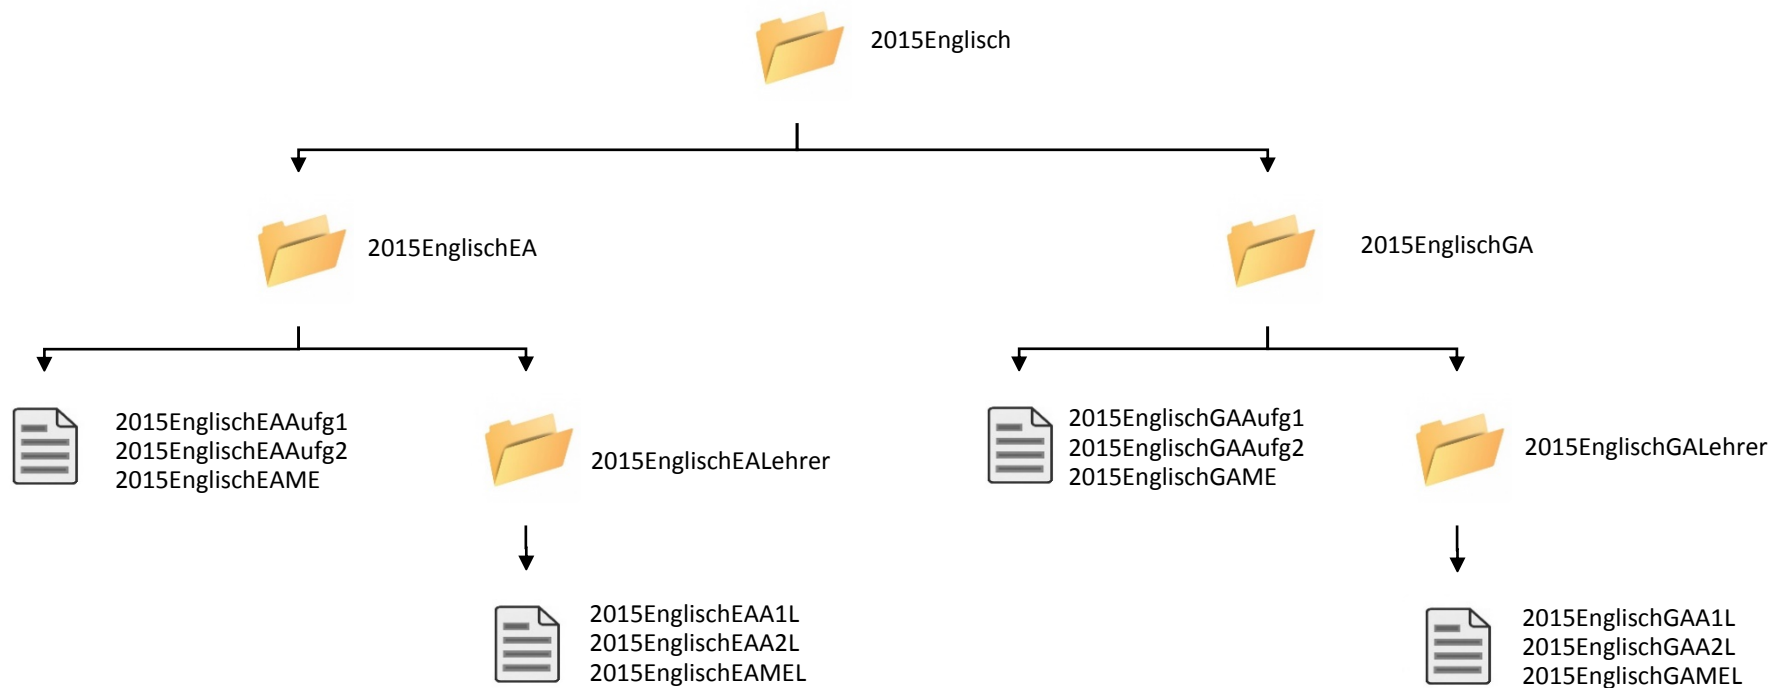 2015Englisch
2015EnglischEA
2015EnglischGA
2015EnglischEAAufg1
2015EnglischEAAufg2
2015EnglischEAME
2015EnglischEALehrer
2015EnglischGAAufg1
2015EnglischGAAufg2
2015EnglischGAME
2015EnglischGALehrer
2015EnglischEAA1L
2015EnglischEAA2L
2015EnglischEAMEL
2015EnglischGAA1L
2015EnglischGAA2L
2015EnglischGAMEL